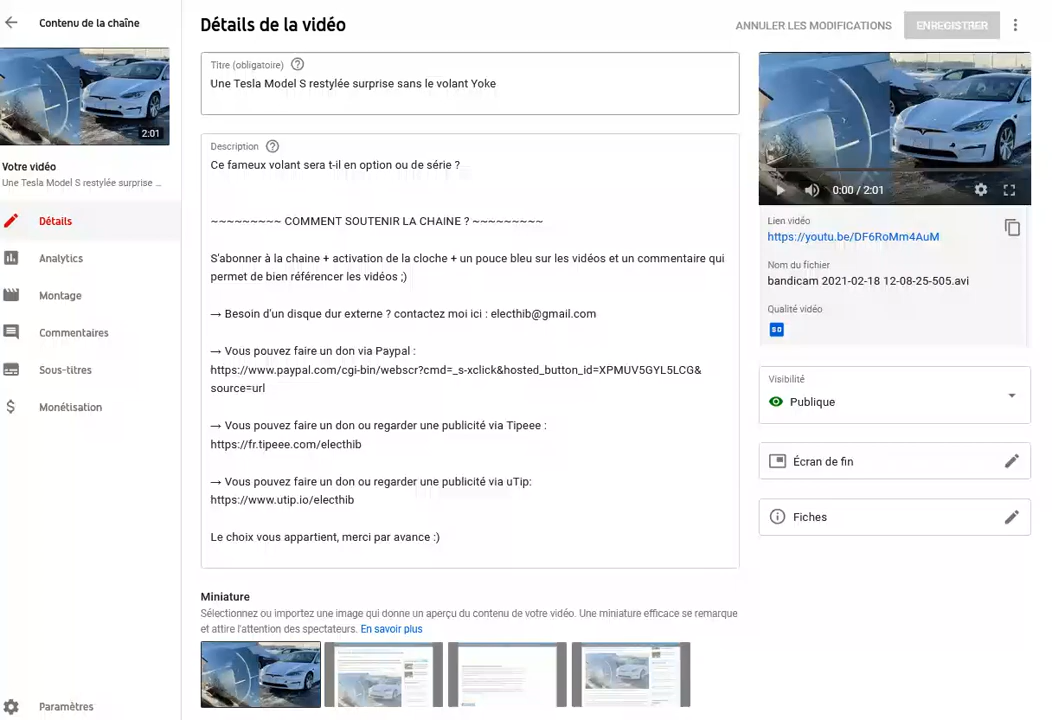 Contenu de la chaîne
2:01
Votre vidéo
Une Tesla Model S restylée surprise ...
Détails
Analytics
Montage
Commentaires
Sous-titres
Monétisation
Paramètres
Détails de la vidéo
ANNULER LES MODIFICATIONS
ENREGISTRER
Titre (obligatoire)
Une Tesla Model S restylée surprise sans le volant Yoke
Description
Ce fameux volant sera t-il en option ou de série ?
~~~~~~~~~ COMMENT SOUTENIR LA CHAINE ? ~~~~~~~~~
S'abonner à la chaine + activation de la cloche + un pouce bleu sur les vidéos et un commentaire qui
permet de bien référencer les vidéos ;)
→ Besoin d'un disque dur externe ? contactez moi ici : electhib@gmail.com
→ Vous pouvez faire un don via Paypal :
https://www.paypal.com/cgi-bin/webscr?cmd=_s-xclick&hosted_button_id=XPMUV5GYL5LCG&
source=url
→ Vous pouvez faire un don ou regarder une publicité via Tipeee :
https://fr.tipeee.com/electhib
→ Vous pouvez faire un don ou regarder une publicité via uTip:
https://www.utip.io/electhib
Le choix vous appartient, merci par avance :)
Miniature
Sélectionnez ou importez une image qui donne un aperçu du contenu de votre vidéo. Une miniature efficace se remarque
et attire l'attention des spectateurs. En savoir plus
0:00 / 2:01
Lien vidéo
https://youtu.be/DF6RoMm4AuM
Nom du fichier
bandicam 2021-02-18 12-08-25-505.avi
Qualité vidéo
SD
Visibilité
Publique
Écran de fin
Fiches